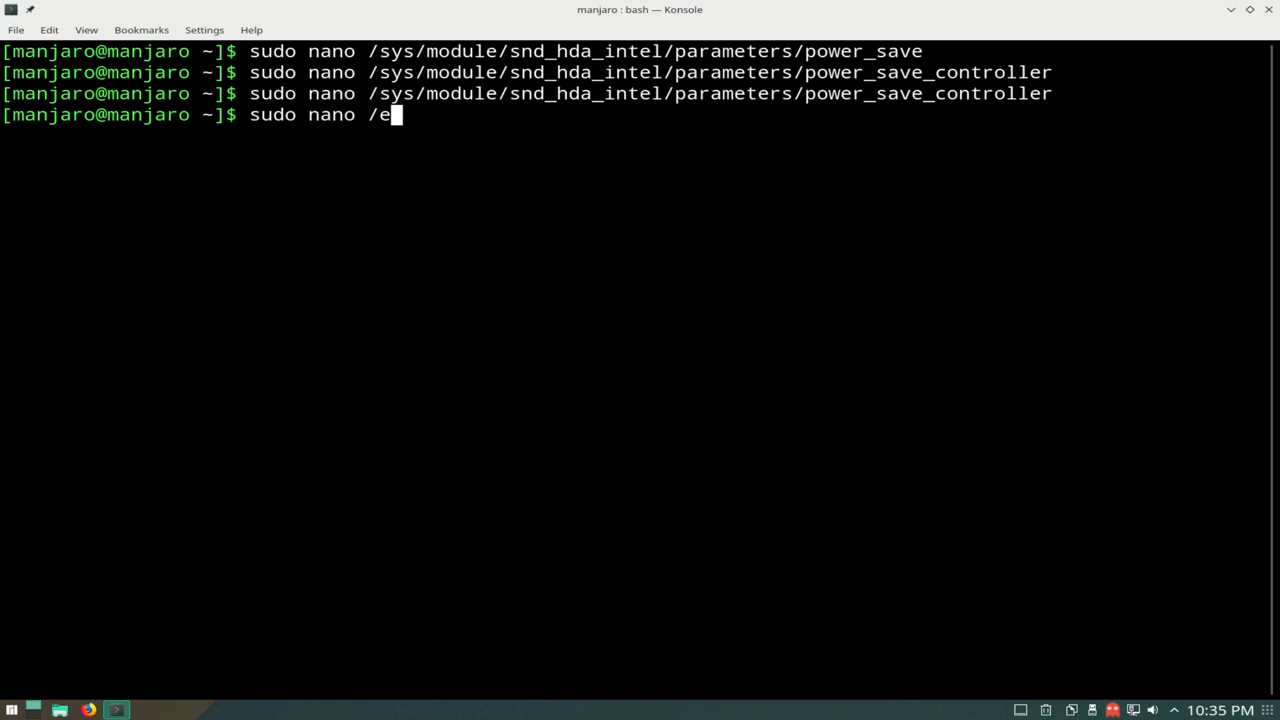 manjaro : bash — Konsole
File Edit View Bookmarks Settings Help
[manjaro@manjaro ~]$ sudo nano /sys/module/snd_hda_intel/parameters/power_save
[manjaro@manjaro ~]$ sudo nano /sys/module/snd_hda_intel/parameters/power_save_controller
[manjaro@manjaro ~]$ sudo nano /sys/module/snd_hda_intel/parameters/power_save_controller
[manjaro@manjaro ~]$ sudo nano /e
10:35 PM